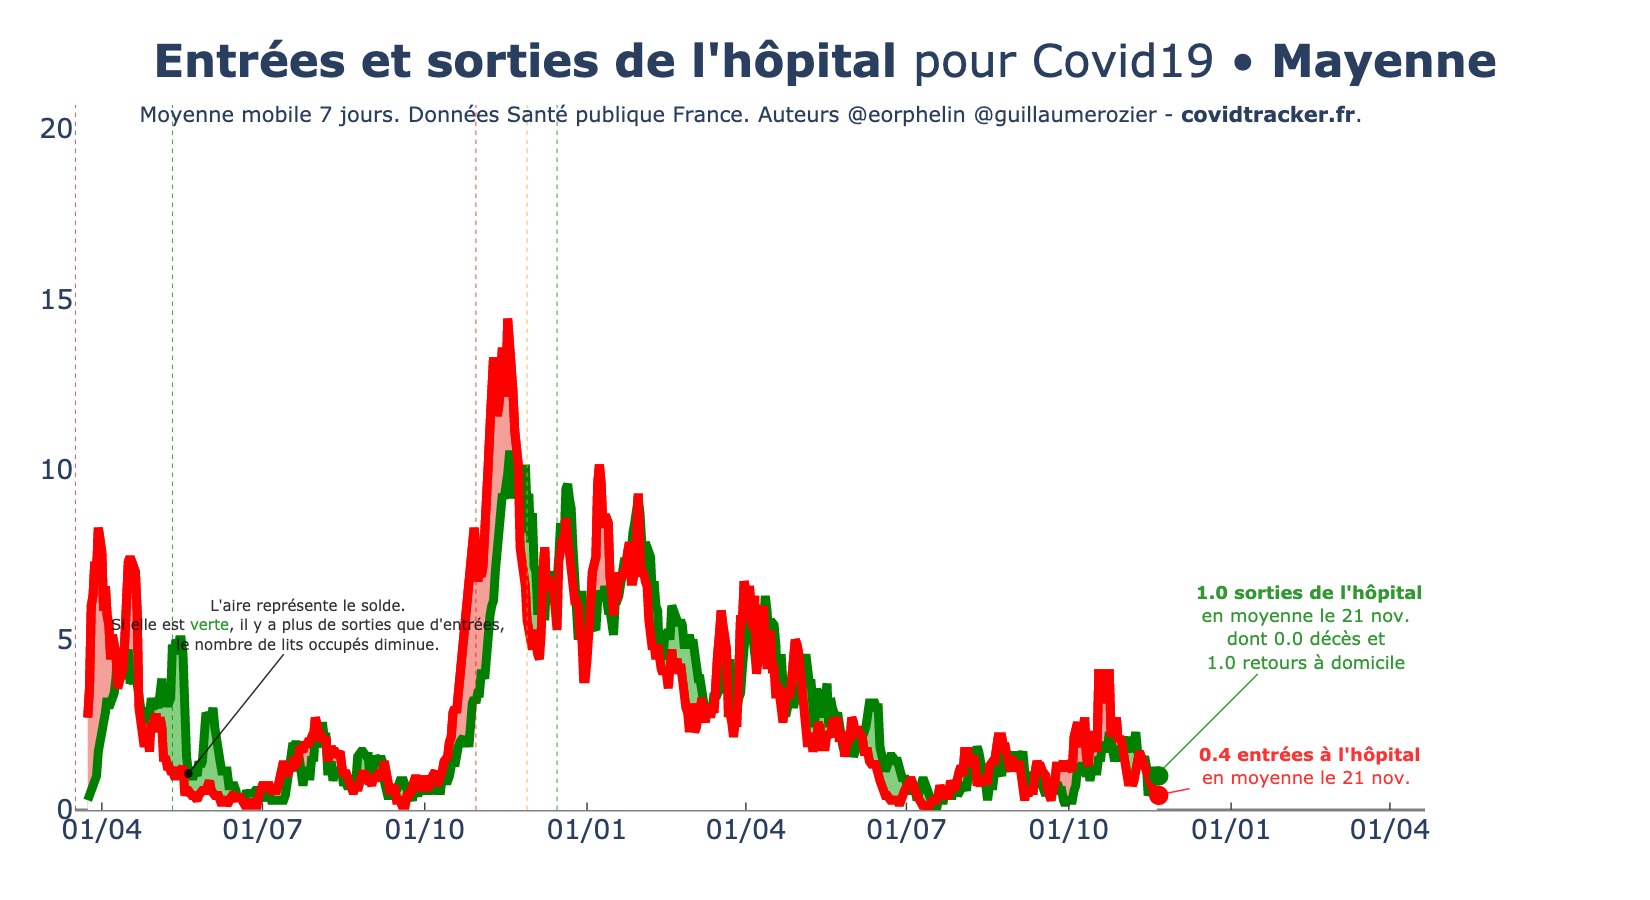 Entrées et sorties de l'hôpital pour Covid19 • Mayenne
Moyenne mobile 7 jours. Données Santé publique France. Auteurs @eorphelin @guillaumerozier - covidtracker.fr.
20
15
10
5
0
L'aire représente le solde.
Si elle est verte, il y a plus de sorties que d'entrées,
le nombre de lits occupés diminue.
1.0 sorties de l'hôpital
en moyenne le 21 nov.
dont 0.0 décès et
1.0 retours à domicile
0.4 entrées à l'hôpital
en moyenne le 21 nov.
01/04 01/07 01/10 01/01 01/04 01/07 01/10 01/01 01/04